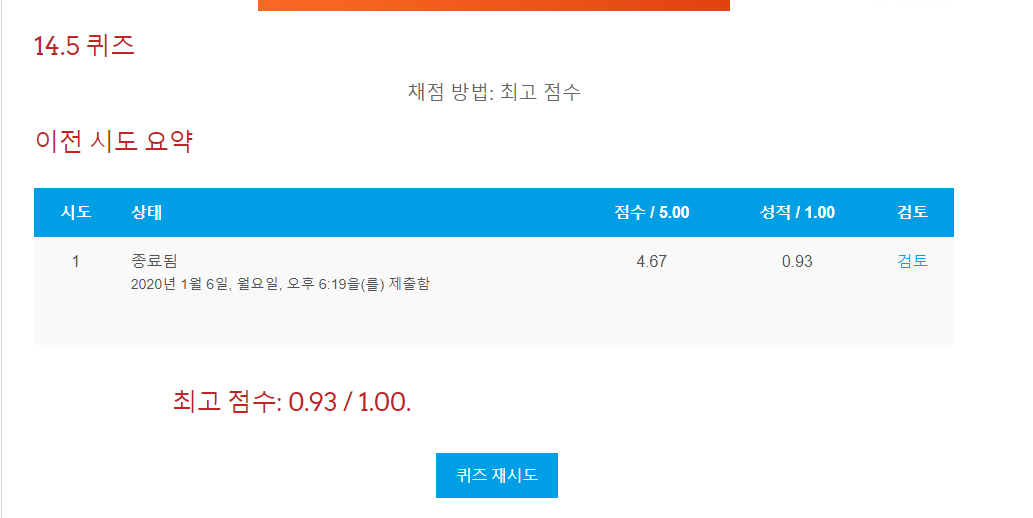 14.5 퀴즈
채점 방법: 최고 점수
이전 시도 요약
시도 상태 점수 / 5.00 성적 / 1.00 검토
1 종료됨 4.67 0.93 검토
2020년 1월 6일, 월요일, 오후 6:19을(를) 제출함
최고 점수: 0.93 / 1.00.
퀴즈 재시도